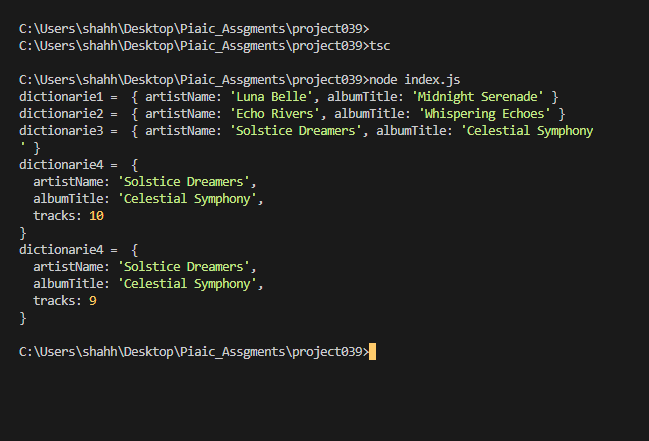 C:\Users\shahh\Desktop\Piaic_Assgments\project039>
C:\Users\shahh\Desktop\Piaic_Assgments\project039>tsc
C:\Users\shahh\Desktop\Piaic_Assgments\project039>node index.js
dictionarie1 =  { artistName: 'Luna Belle', albumTitle: 'Midnight Serenade' }
dictionarie2 =  { artistName: 'Echo Rivers', albumTitle: 'Whispering Echoes' }
dictionarie3 =  { artistName: 'Solstice Dreamers', albumTitle: 'Celestial Symphony
' }
dictionarie4 =  {
  artistName: 'Solstice Dreamers',
  albumTitle: 'Celestial Symphony',
  tracks: 10
}
dictionarie4 =  {
  artistName: 'Solstice Dreamers',
  albumTitle: 'Celestial Symphony',
  tracks: 9
}
C:\Users\shahh\Desktop\Piaic_Assgments\project039>